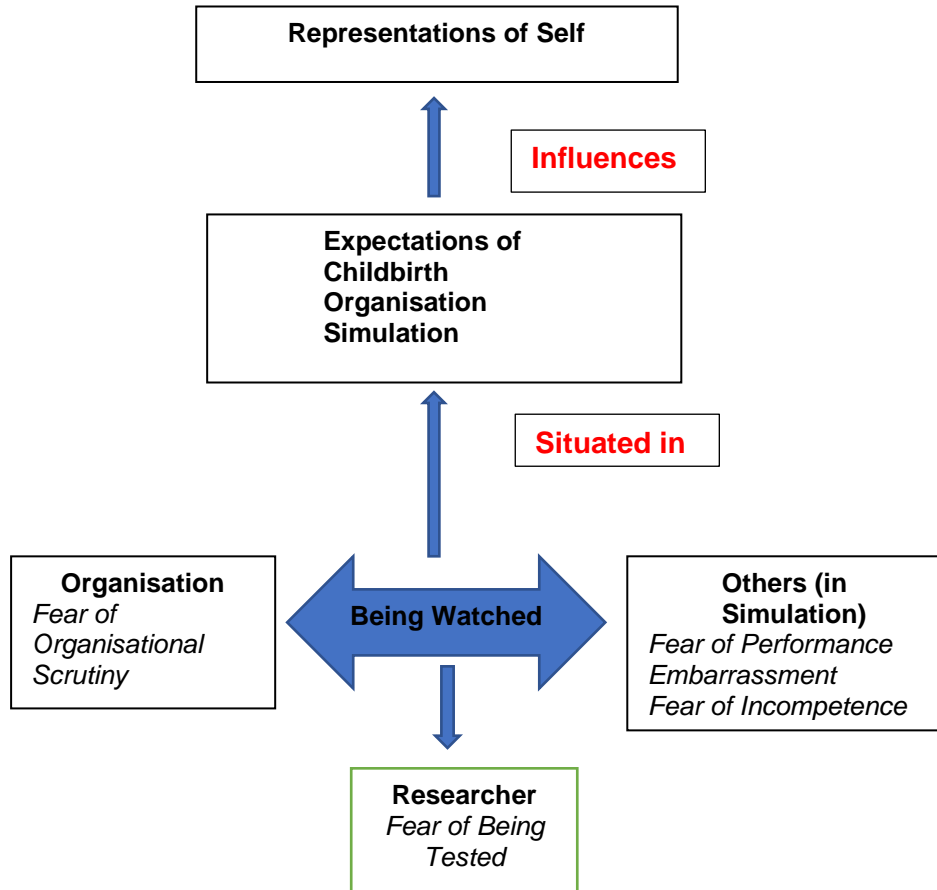 Representations of Self
Influences
Expectations of
Childbirth
Organisation
Simulation
Situated in
Organisation
Fear of
Organisational
Scrutiny
Being Watched
Others (in
Simulation)
Fear of Performance
Embarrassment
Fear of Incompetence
Researcher
Fear of Being
Tested